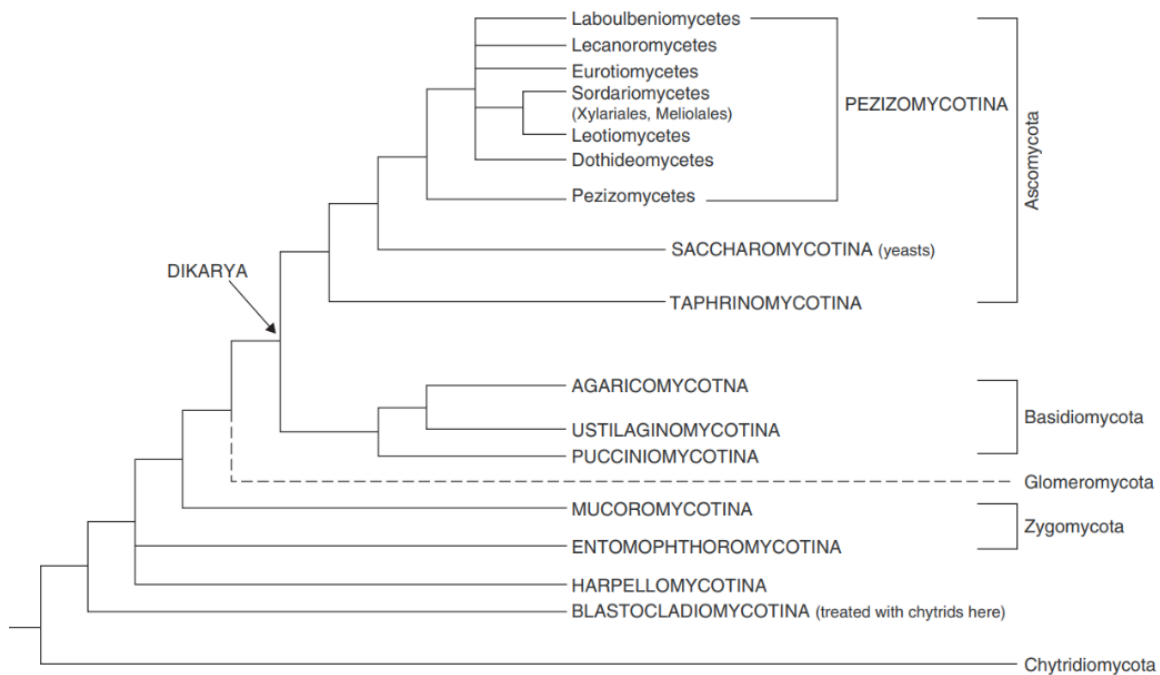 Laboulbeniomycetes
Lecanoromycetes
Eurotiomycetes
Sordariomycetes
(Xylariales, Meliolales)
Leotiomycetes
Dothideomycetes
Pezizomycetes
PEZIZOMYCOTINA
Ascomycota
SACCHAROMYCOTINA (yeasts)
DIKARYA
TAPHRINOMYCOTINA
AGARICOMYCOTNA
USTILAGINOMYCOTINA
PUCCINIOMYCOTINA
Basidiomycota
Glomeromycota
MUCOROMYCOTINA
Zygomycota
ENTOMOPHTHOROMYCOTINA
HARPELLOMYCOTINA
BLASTOCLADIOMYCOTINA (treated with chytrids here)
Chytridiomycota